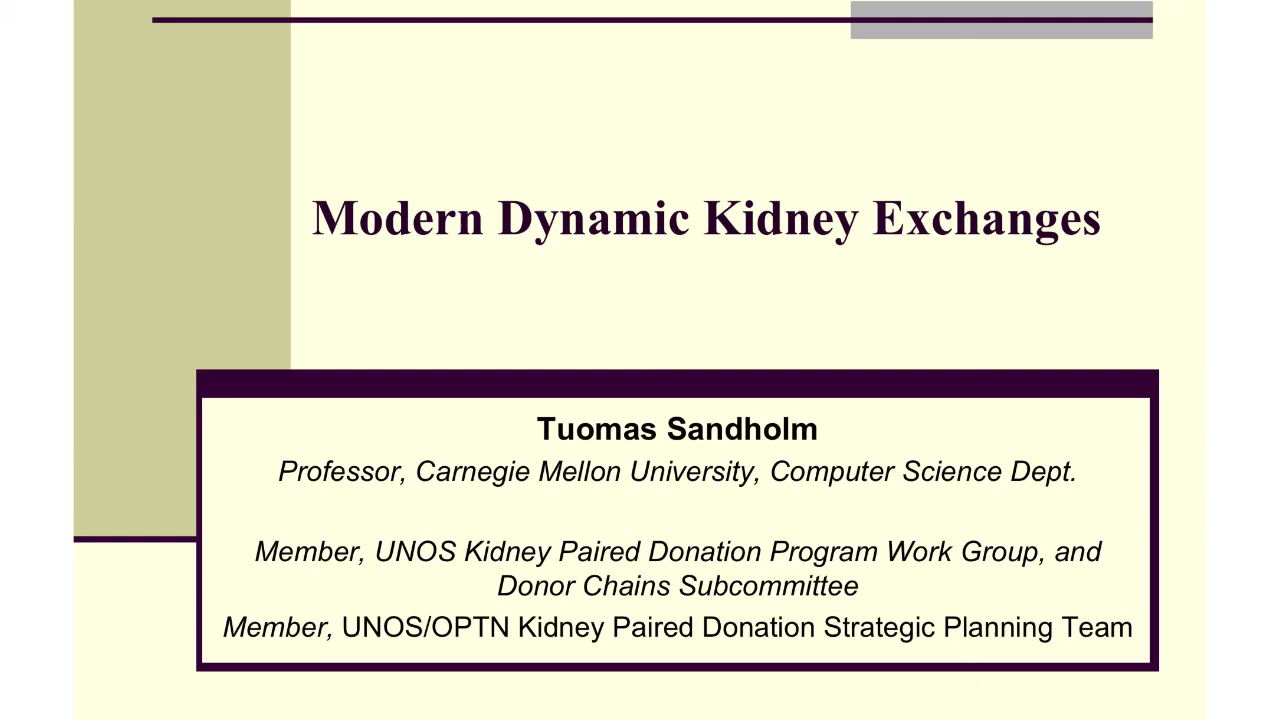 Modern Dynamic Kidney Exchanges
Tuomas Sandholm
Professor, Carnegie Mellon University, Computer Science Dept.
Member, UNOS Kidney Paired Donation Program Work Group, and
Donor Chains Subcommittee
Member, UNOS/OPTN Kidney Paired Donation Strategic Planning Team